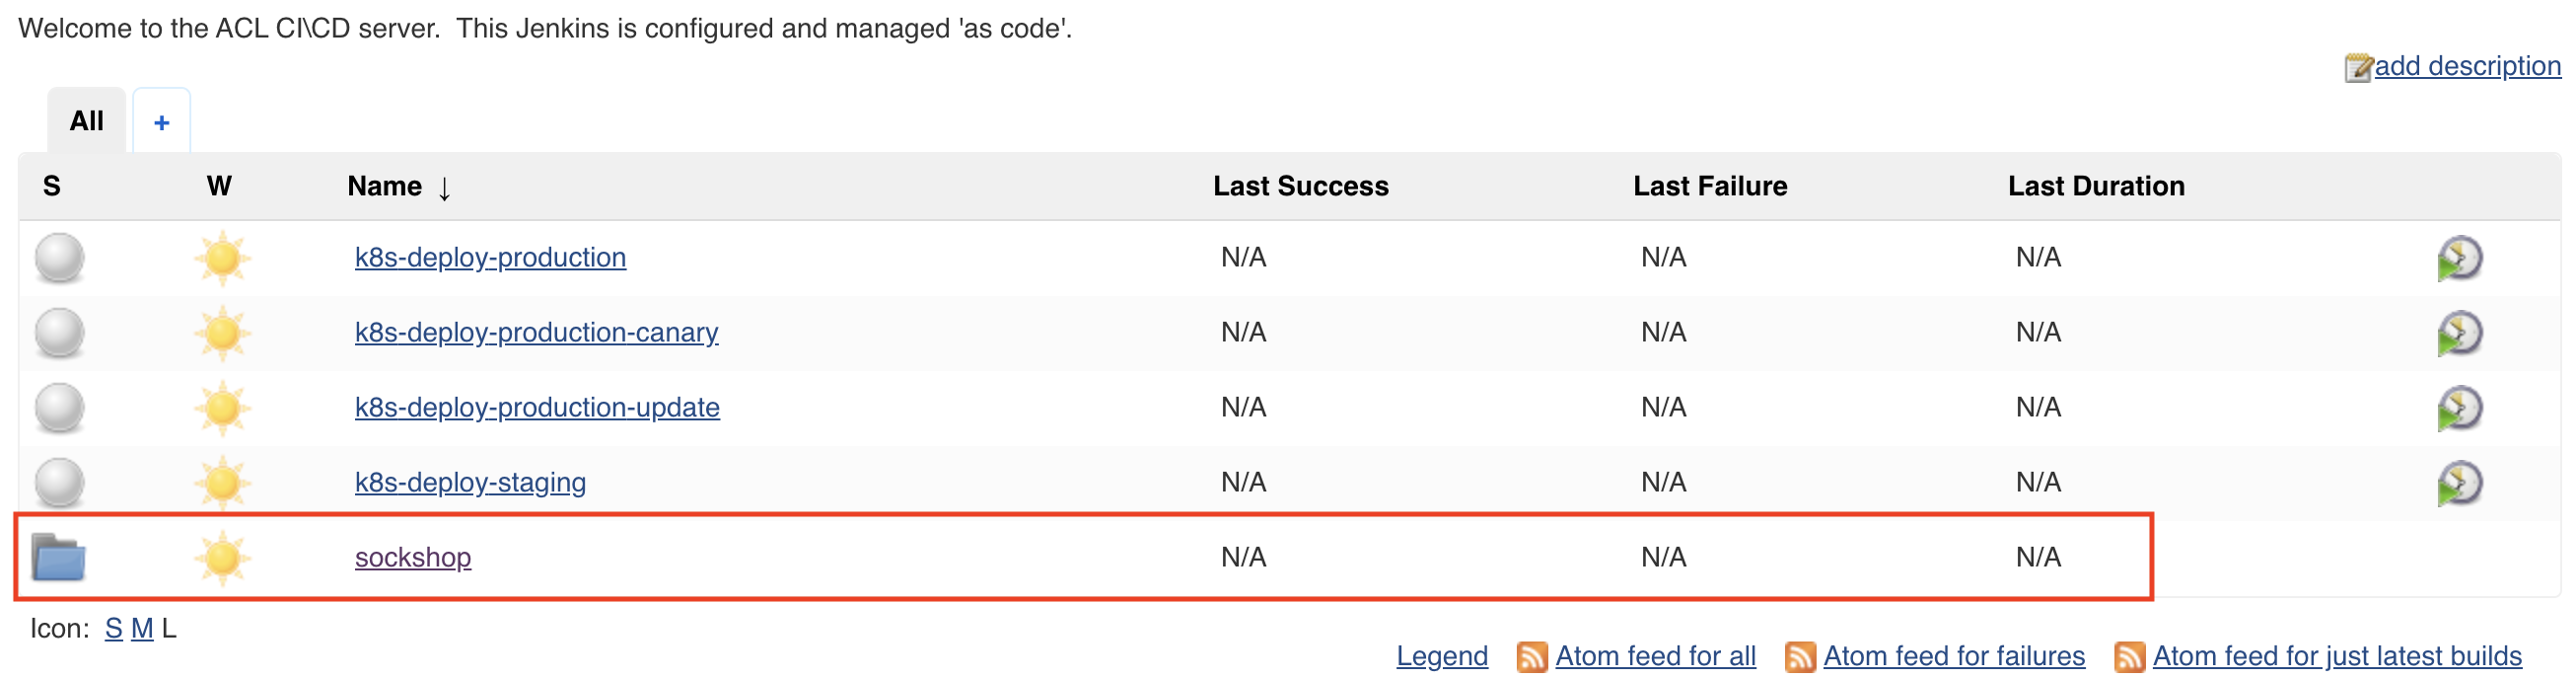 Welcome to the ACL CI\CD server.  This Jenkins is configured and managed 'as code'.
add description
All +
S W Name ↓ Last Success Last Failure Last Duration
k8s-deploy-production N/A N/A N/A
k8s-deploy-production-canary N/A N/A N/A
k8s-deploy-production-update N/A N/A N/A
k8s-deploy-staging N/A N/A N/A
sockshop N/A N/A N/A
Icon: S M L
Legend Atom feed for all Atom feed for failures Atom feed for just latest builds